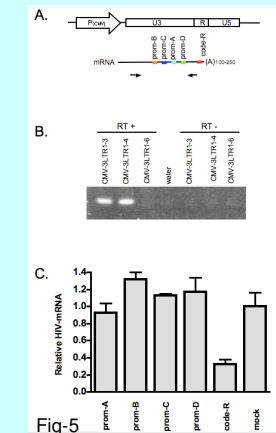 A.
P(CMV) U3 R U5
prom-B
prom-C
prom-A
prom-D
code-R
mRNA (A)100-250
B.
RT + RT -
CMV-3LTR1-3
CMV-3LTR1-4
CMV-3LTR1-6
water
CMV-3LTR1-3
CMV-3LTR1-4
CMV-3LTR1-6
C.
Relative HIV-mRNA
1.4
1.2
1.0
0.8
0.6
0.4
0.2
0.0
prom-A
prom-B
prom-C
prom-D
code-R
mock
Fig-5